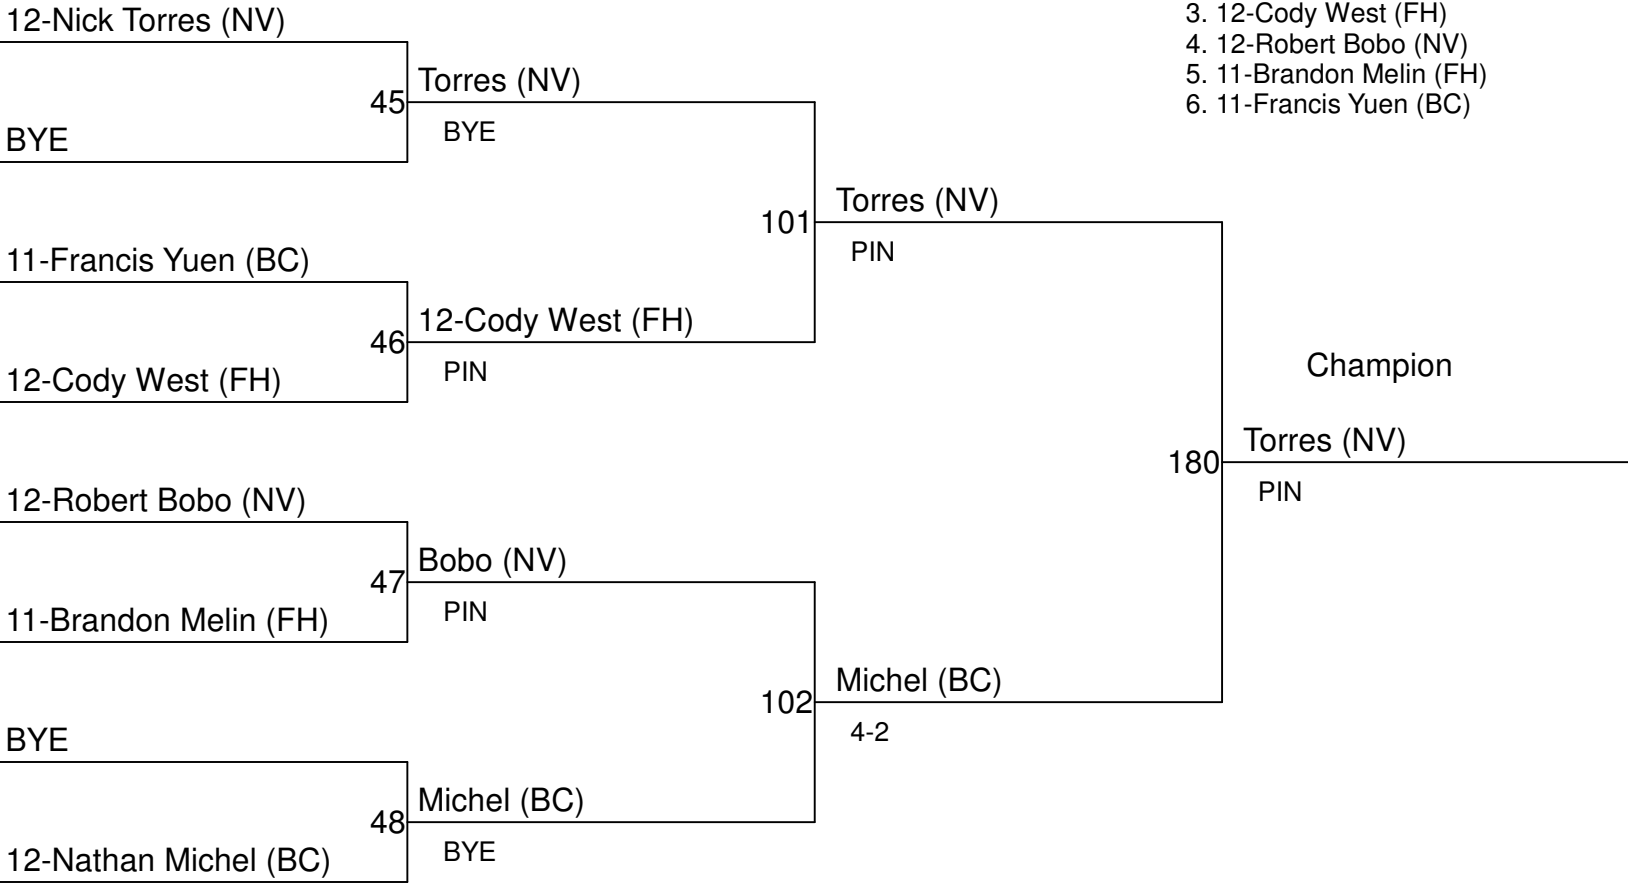 12-Nick Torres (NV)
3. 12-Cody West (FH)
4. 12-Robert Bobo (NV)
5. 11-Brandon Melin (FH)
6. 11-Francis Yuen (BC)
45
Torres (NV)
BYE
BYE
101
Torres (NV)
PIN
11-Francis Yuen (BC)
46
12-Cody West (FH)
PIN
12-Cody West (FH)
Champion
180
Torres (NV)
PIN
12-Robert Bobo (NV)
47
Bobo (NV)
PIN
11-Brandon Melin (FH)
102
Michel (BC)
4-2
BYE
48
Michel (BC)
BYE
12-Nathan Michel (BC)